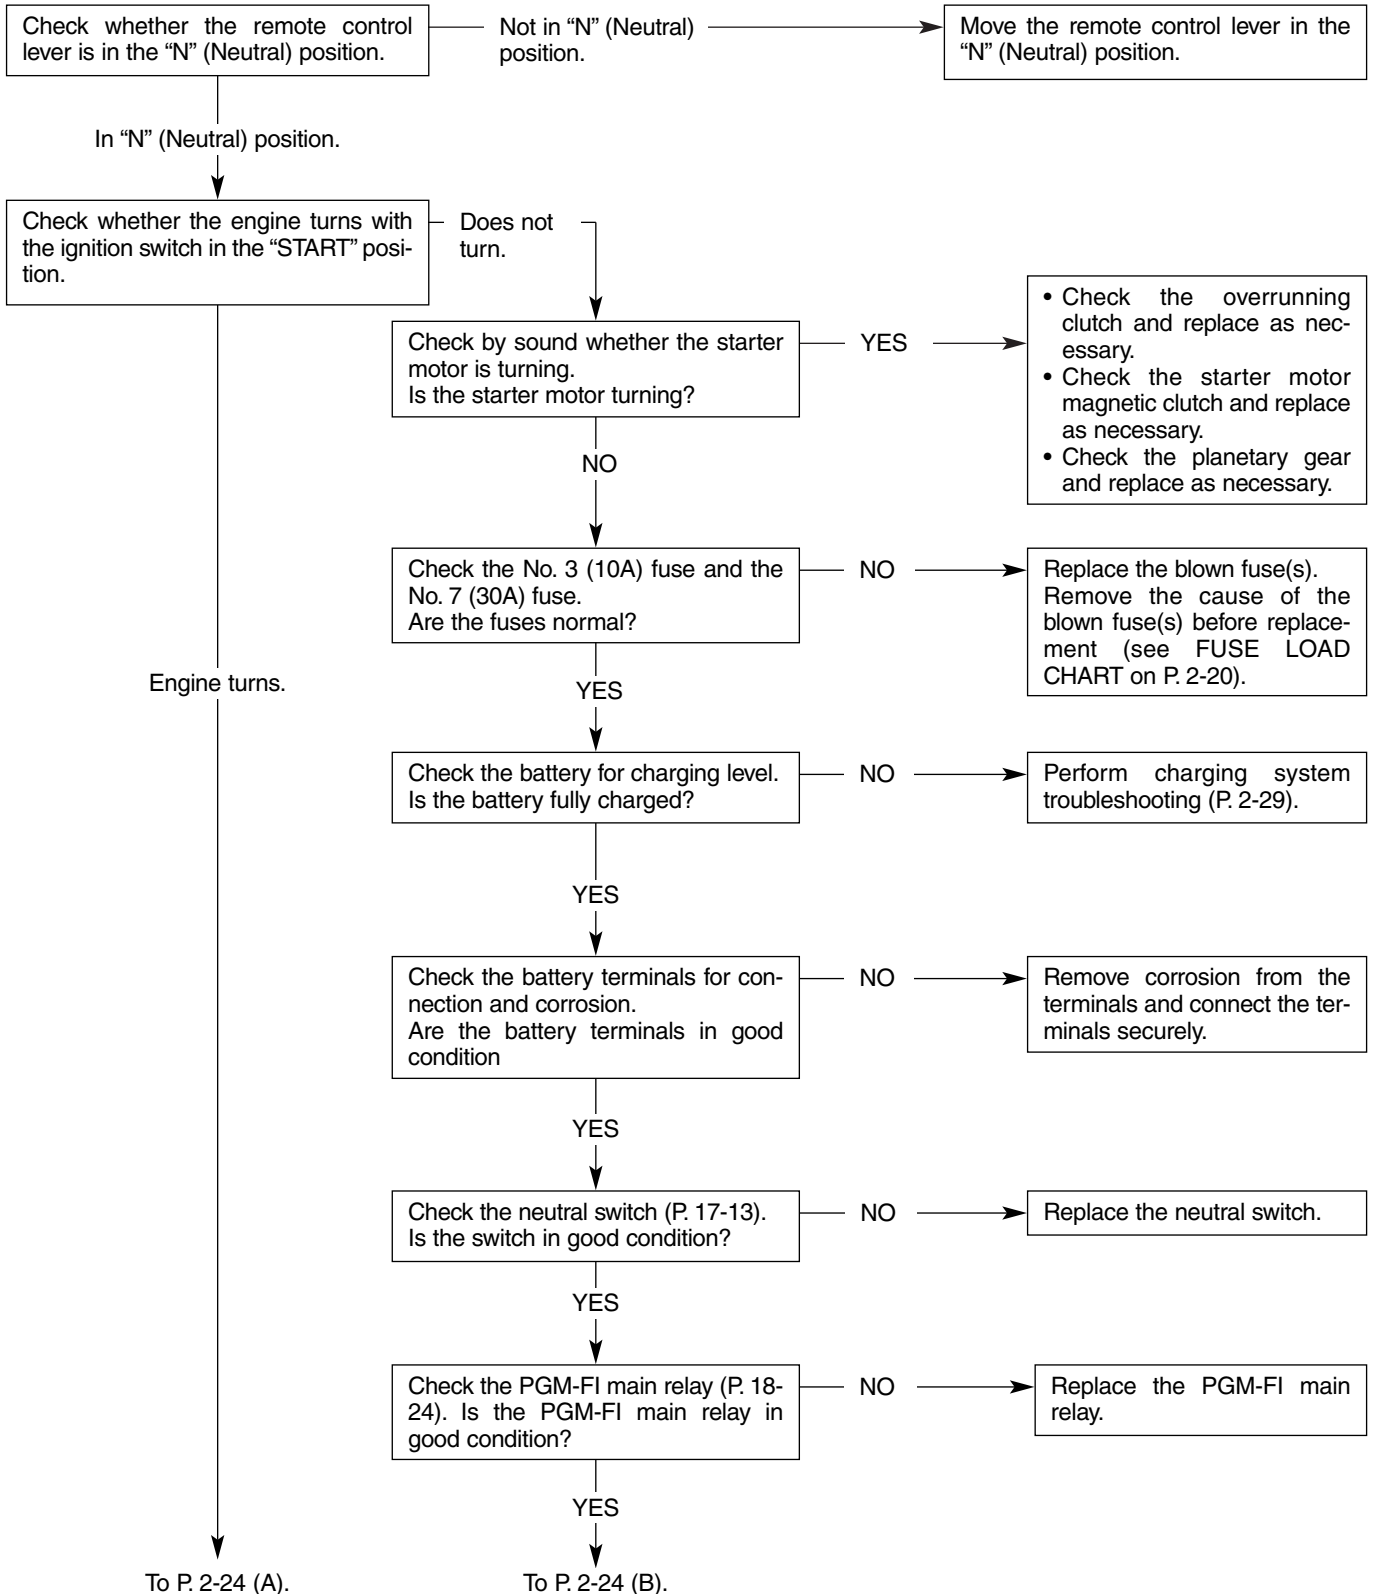 Check whether the remote control
lever is in the “N” (Neutral) position.
Not in “N” (Neutral)
position.
Move the remote control lever in the
“N” (Neutral) position.
In “N” (Neutral) position.
Check whether the engine turns with
the ignition switch in the “START” posi-
tion.
Does not
turn.
Check by sound whether the starter
motor is turning.
Is the starter motor turning?
YES
• Check the overrunning
clutch and replace as nec-
essary.
• Check the starter motor
magnetic clutch and replace
as necessary.
• Check the planetary gear
and replace as necessary.
NO
Check the No. 3 (10A) fuse and the
No. 7 (30A) fuse.
Are the fuses normal?
NO
Replace the blown fuse(s).
Remove the cause of the
blown fuse(s) before replace-
ment (see FUSE LOAD
CHART on P. 2-20).
Engine turns.
YES
Check the battery for charging level.
Is the battery fully charged?
NO
Perform charging system
troubleshooting (P. 2-29).
YES
Check the battery terminals for con-
nection and corrosion.
Are the battery terminals in good
condition
NO
Remove corrosion from the
terminals and connect the ter-
minals securely.
YES
Check the neutral switch (P. 17-13).
Is the switch in good condition?
NO
Replace the neutral switch.
YES
Check the PGM-FI main relay (P. 18-
24). Is the PGM-FI main relay in
good condition?
NO
Replace the PGM-FI main
relay.
YES
To P. 2-24 (A).
To P. 2-24 (B).